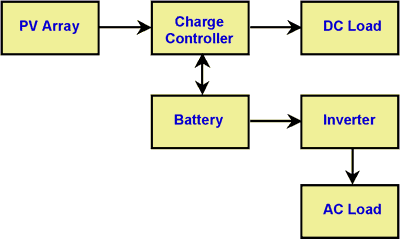 PV Array
Charge
Controller
DC Load
Battery
Inverter
AC Load